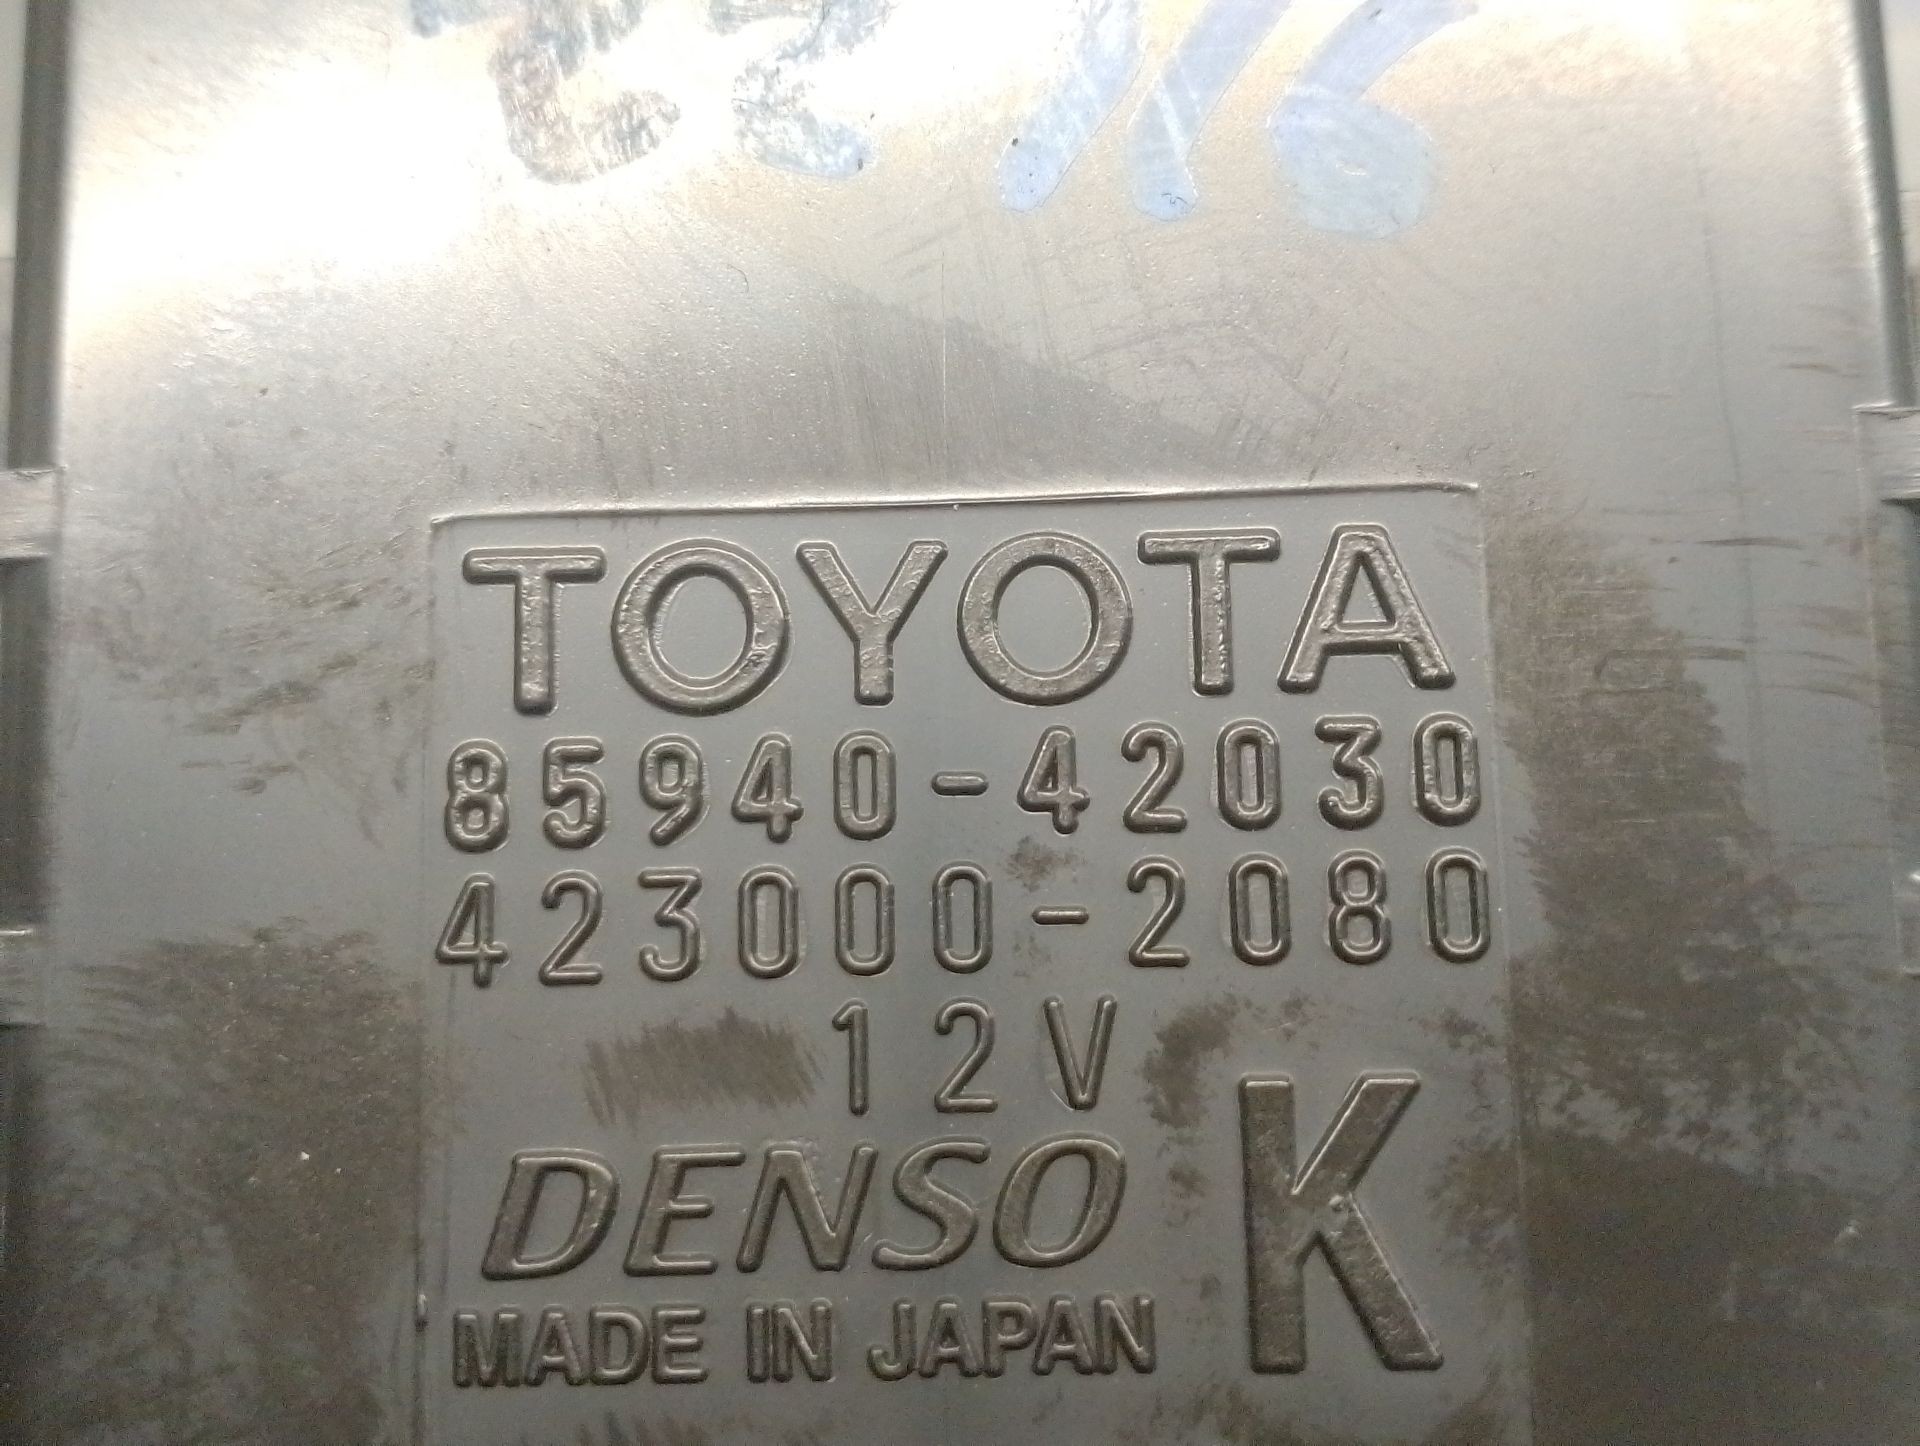 TOYOTA
85940-42030
423000-2080
12V
DENSO K
MADE IN JAPAN